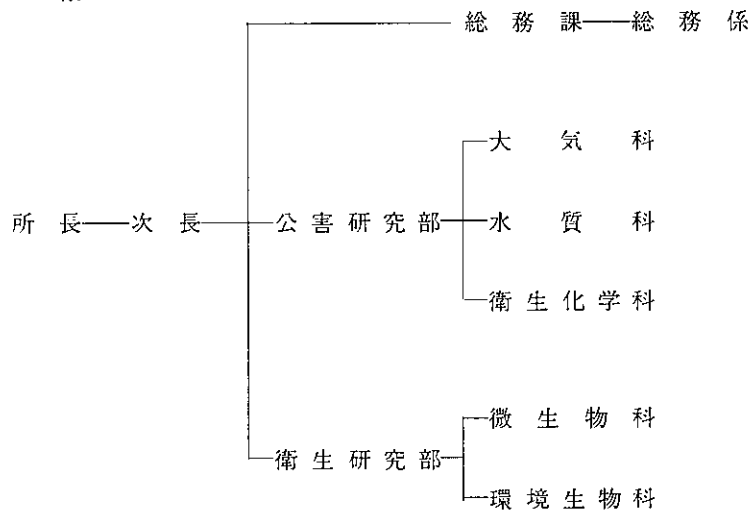 総務課 総務係
大気科
所長 次長 公害研究部 水質科
衛生化学科
微生物科
衛生研究部
環境生物科